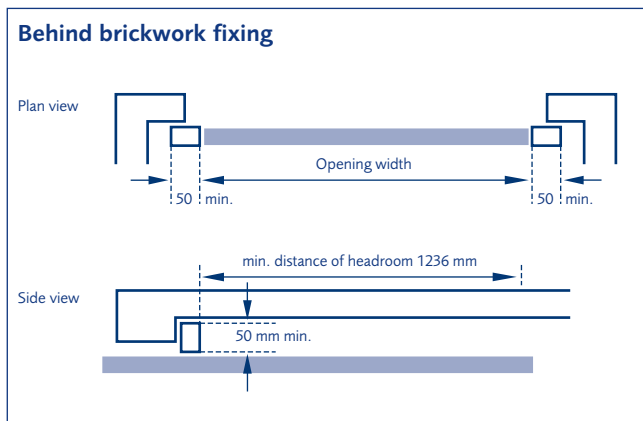 Behind brickwork fixing
Plan view
Opening width
50 min.
50 min.
min. distance of headroom 1236 mm
Side view
50 mm min.